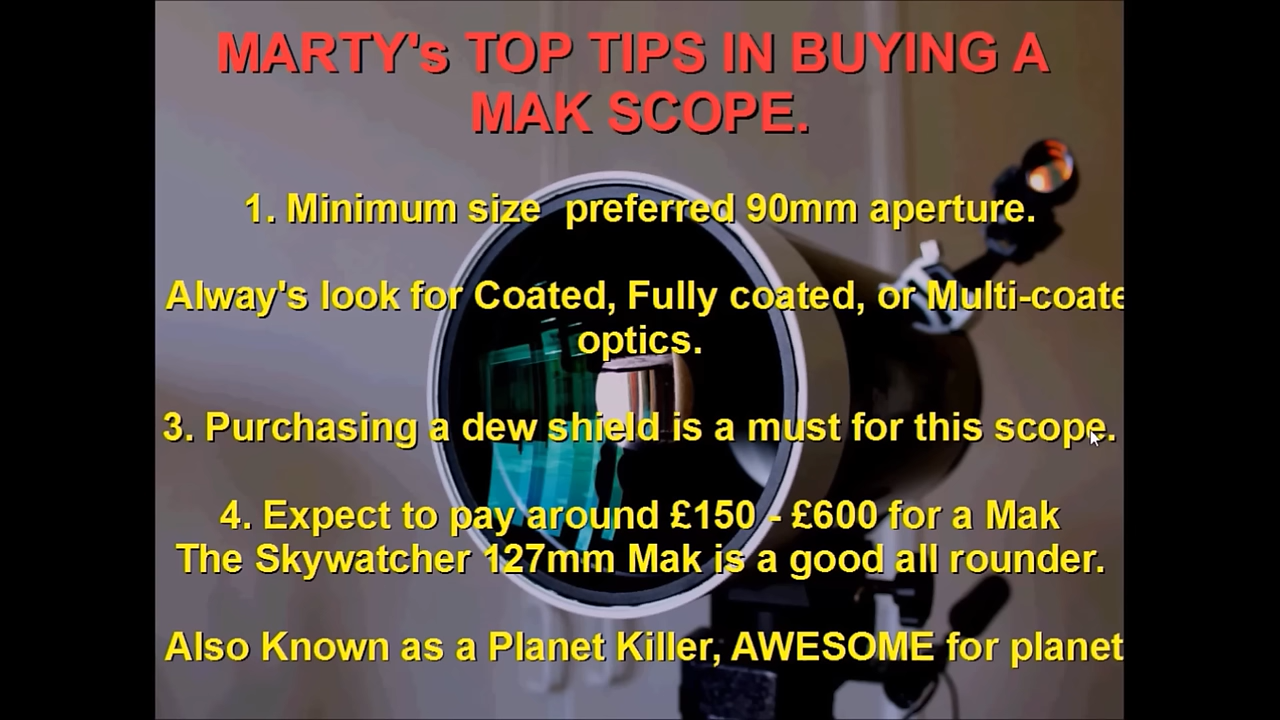 MARTY's TOP TIPS IN BUYING A
MAK SCOPE.
1. Minimum size preferred 90mm aperture.
Alway's look for Coated, Fully coated, or Multi-coate
optics.
3. Purchasing a dew shield is a must for this scope.
4. Expect to pay around £150 - £600 for a Mak
The Skywatcher 127mm Mak is a good all rounder.
Also Known as a Planet Killer, AWESOME for planet